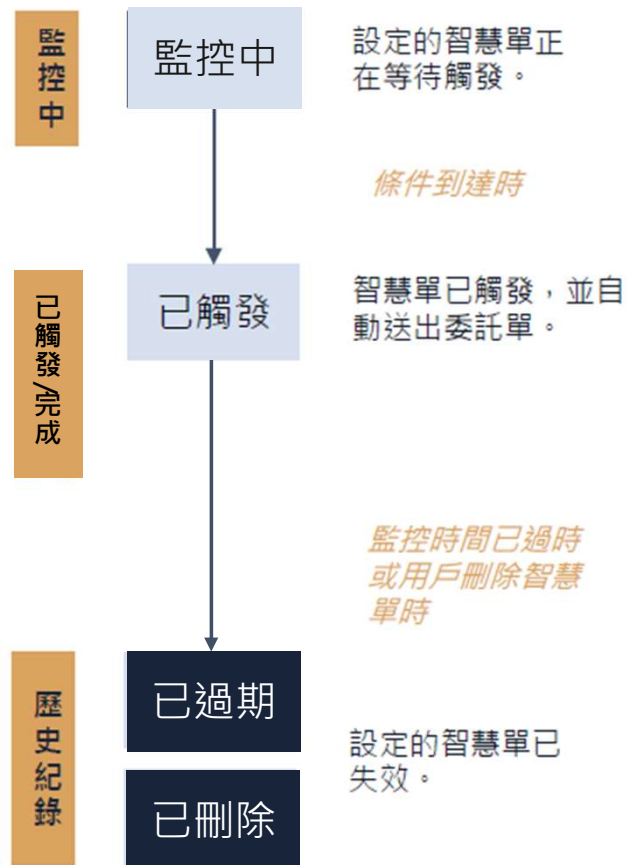 監控中
監控中
設定的智慧單正
在等待觸發。
條件到達時
已觸發/完成
已觸發
智慧單已觸發，並自
動送出委託單。
監控時間已過時
或用戶刪除智慧
單時
歷史紀錄
已過期
設定的智慧單已
失效。
已刪除